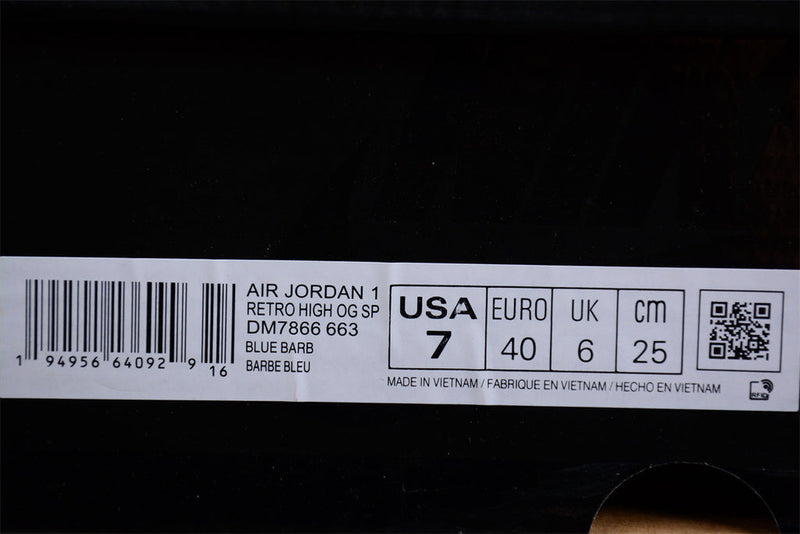 AIR JORDAN 1
RETRO HIGH OG SP
DM7866 663
BLUE BARB
BARBE BLEU
1 94956 64092 9 16
USA EURO UK cm
7 40 6 25
MADE IN VIETNAM / FABRIQUE EN VIETNAM / HECHO EN VIETNAM
RFID